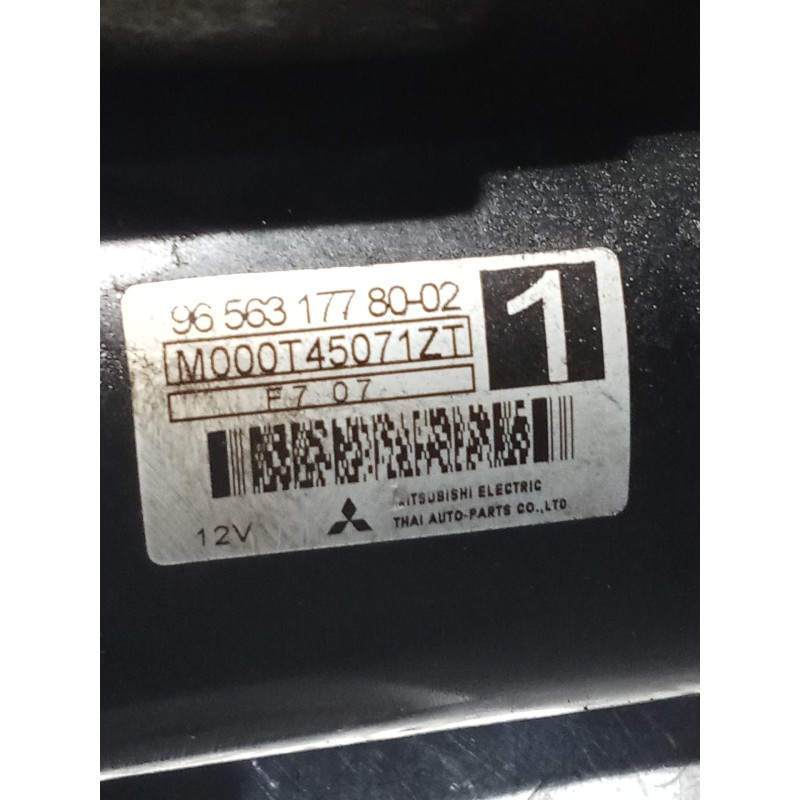 96 563 177 80-02
1
M000T45071ZT
F7 07
12V
MITSUBISHI ELECTRIC
THAI AUTO-PARTS CO.,LTD